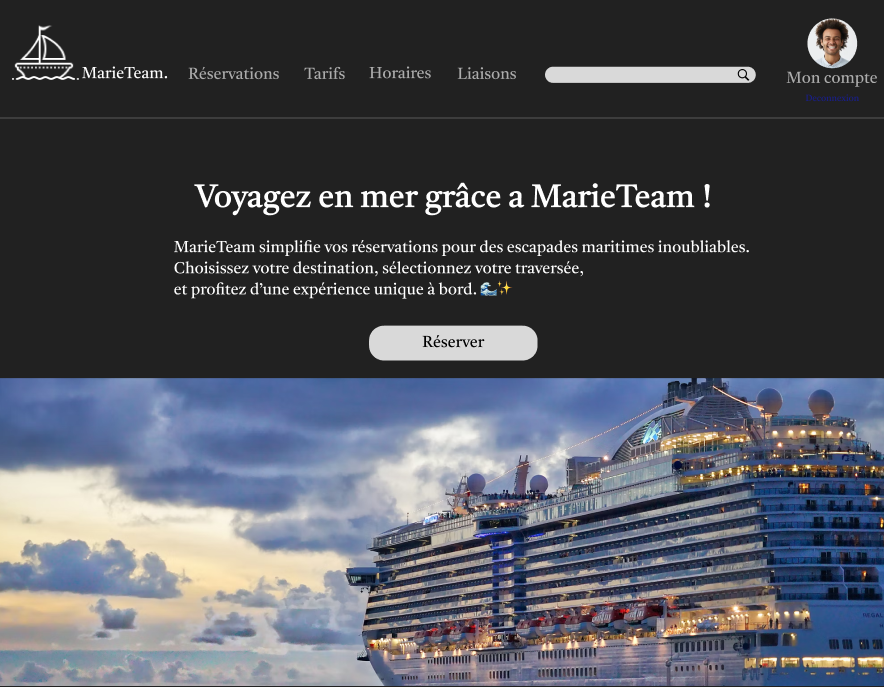 MarieTeam.
Réservations
Tarifs
Horaires
Liaisons
Mon compte
Voyagez en mer grâce a MarieTeam !
MarieTeam simplifie vos réservations pour des escapades maritimes inoubliables.
Choisissez votre destination, sélectionnez votre traversée,
et profitez d’une expérience unique à bord. 🌊✨
Réserver